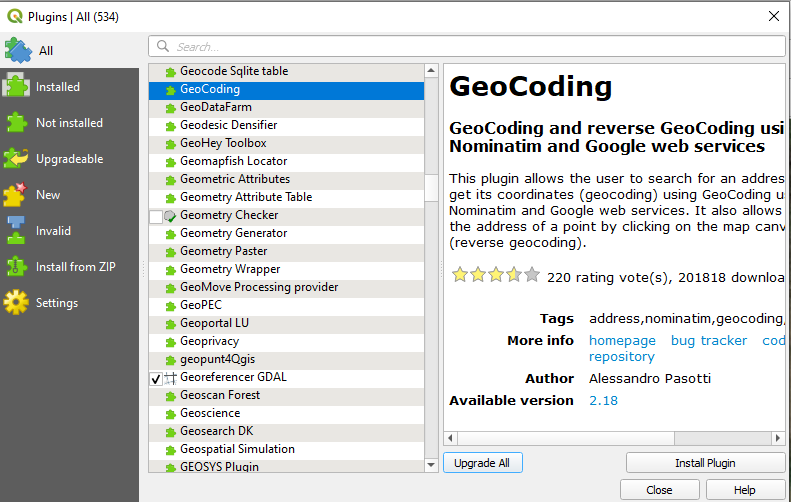 Plugins | All (534)
All
Installed
Not installed
Upgradeable
New
Invalid
Install from ZIP
Settings
Search...
Geocode Sqlite table
GeoCoding
GeoDataFarm
Geodesic Densifier
GeoHey Toolbox
Geomapfish Locator
Geometric Attributes
Geometry Attribute Table
Geometry Checker
Geometry Generator
Geometry Paster
Geometry Wrapper
GeoMove Processing provider
GeoPEC
Geoportal LU
Geoprivacy
geopunt4Qgis
Georeferencer GDAL
Geoscan Forest
Geoscience
Geosearch DK
Geospatial Simulation
GEOSYS Plugin
GeoCoding
GeoCoding and reverse GeoCoding usi
Nominatim and Google web services
This plugin allows the user to search for an addres
get its coordinates (geocoding) using GeoCoding u
Nominatim and Google web services. It also allows
the address of a point by clicking on the map canv
(reverse geocoding).
220 rating vote(s), 201818 downloa
Tags address,nominatim,geocoding,
More info homepage bug tracker cod
repository
Author Alessandro Pasotti
Available version 2.18
Upgrade All
Install Plugin
Close
Help